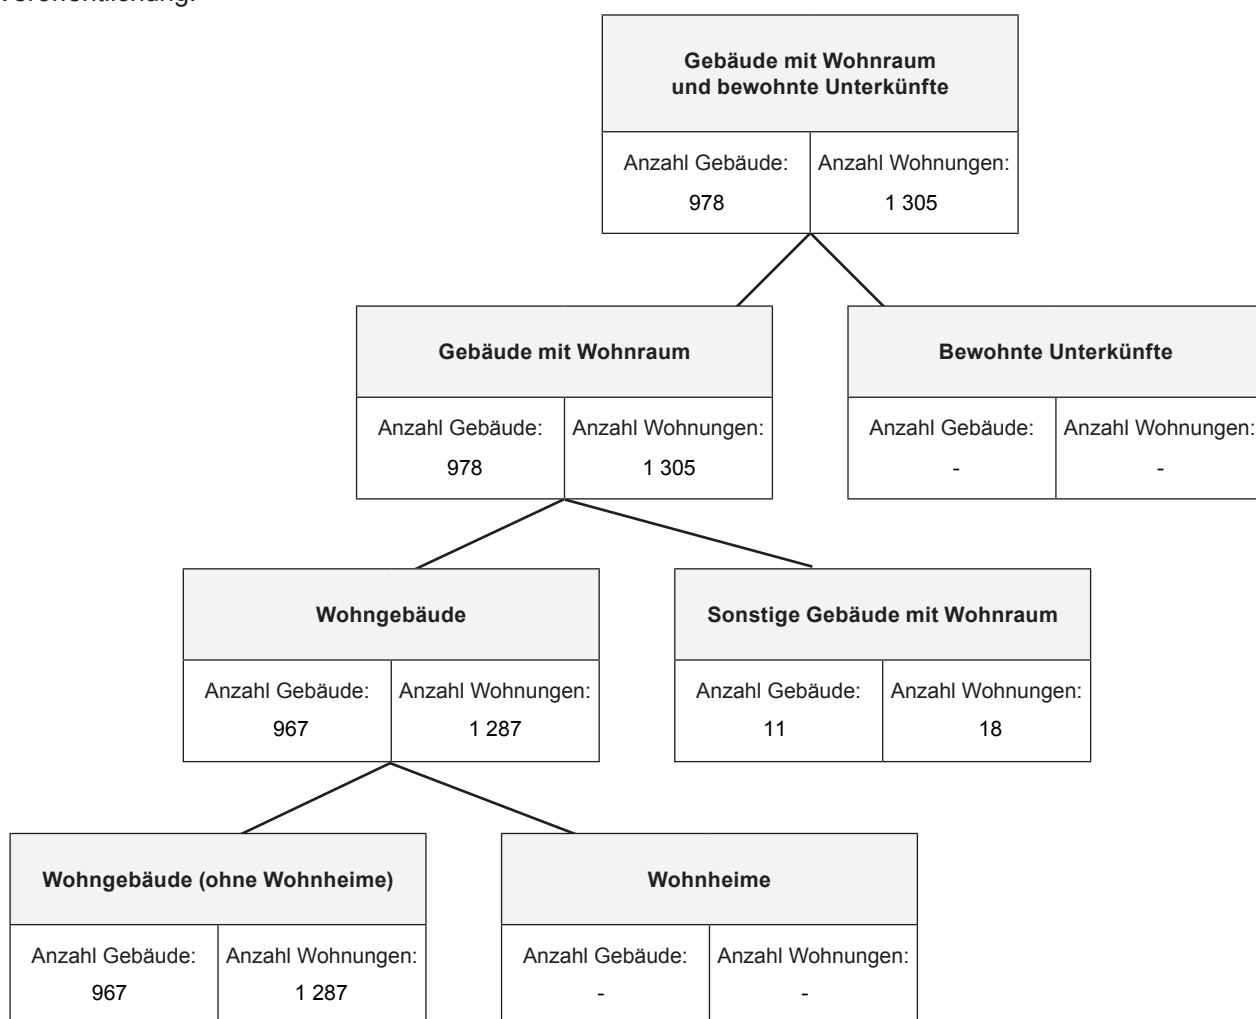 Veröffentlichung.
Gebäude mit Wohnraum
und bewohnte Unterkünfte
Anzahl Gebäude: Anzahl Wohnungen:
978 1 305
Gebäude mit Wohnraum Bewohnte Unterkünfte
Anzahl Gebäude: Anzahl Wohnungen: Anzahl Gebäude: Anzahl Wohnungen:
978 1 305 - -
Wohngebäude Sonstige Gebäude mit Wohnraum
Anzahl Gebäude: Anzahl Wohnungen: Anzahl Gebäude: Anzahl Wohnungen:
967 1 287 11 18
Wohngebäude (ohne Wohnheime) Wohnheime
Anzahl Gebäude: Anzahl Wohnungen: Anzahl Gebäude: Anzahl Wohnungen:
967 1 287 - -